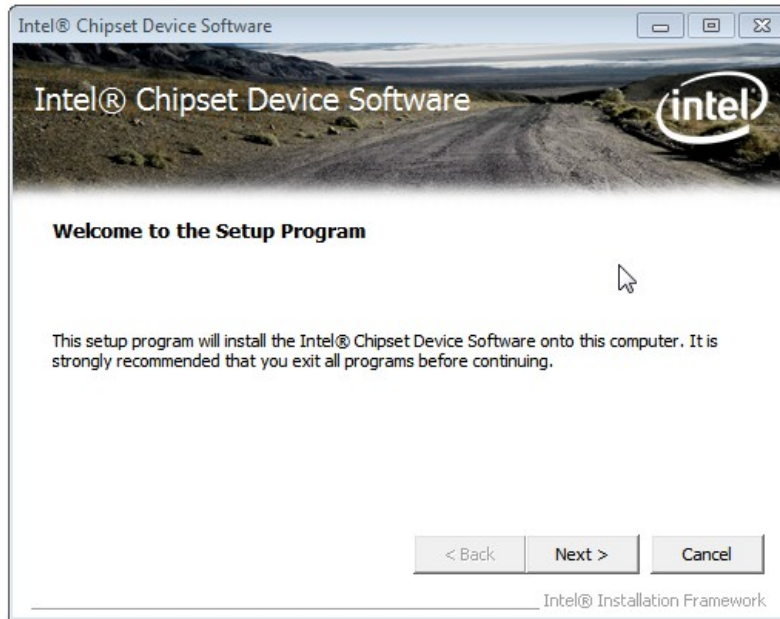 Intel® Chipset Device Software
Intel® Chipset Device Software
intel
Welcome to the Setup Program
This setup program will install the Intel® Chipset Device Software onto this computer. It is
strongly recommended that you exit all programs before continuing.
< Back Next > Cancel
Intel® Installation Framework